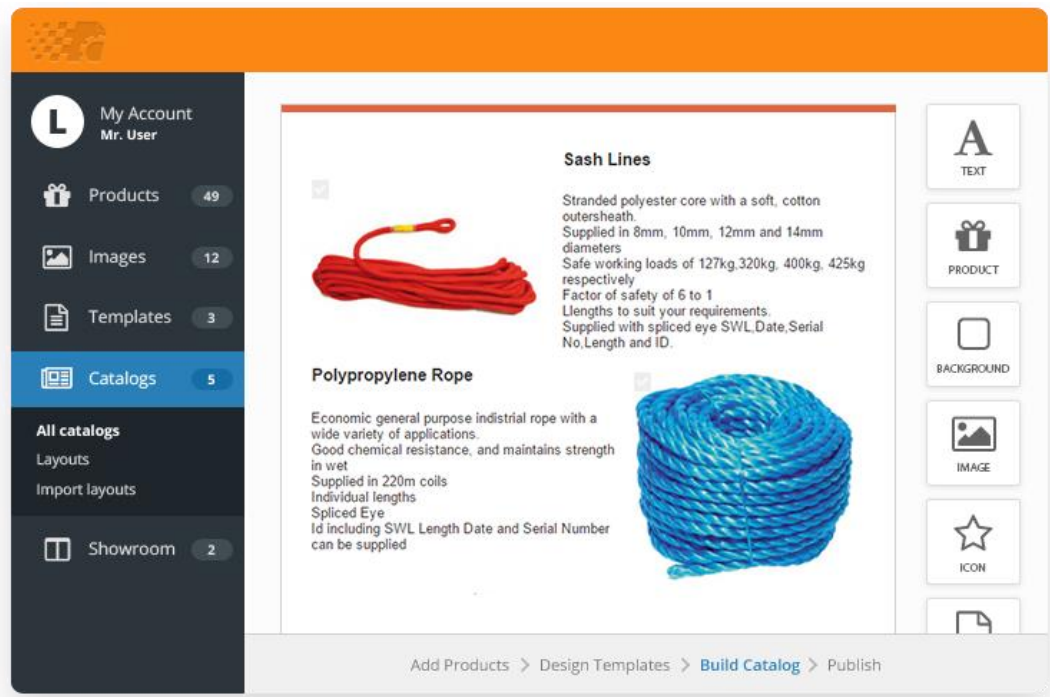 L
My Account
Mr. User
Products 49
Images 12
Templates 3
Catalogs 5
All catalogs
Layouts
Import layouts
Showroom 2
Sash Lines
Stranded polyester core with a soft, cotton
outersheath.
Supplied in 8mm, 10mm, 12mm and 14mm
diameters
Safe working loads of 127kg,320kg, 400kg, 425kg
respectively
Factor of safety of 6 to 1
Llengths to suit your requirements.
Supplied with spliced eye SWL,Date,Serial
No,Length and ID.
Polypropylene Rope
Economic general purpose indistrial rope with a
wide variety of applications.
Good chemical resistance, and maintains strength
in wet
Supplied in 220m coils
Individual lengths
Spliced Eye
Id including SWL Length Date and Serial Number
can be supplied
A
TEXT
PRODUCT
BACKGROUND
IMAGE
ICON
Add Products > Design Templates > Build Catalog > Publish